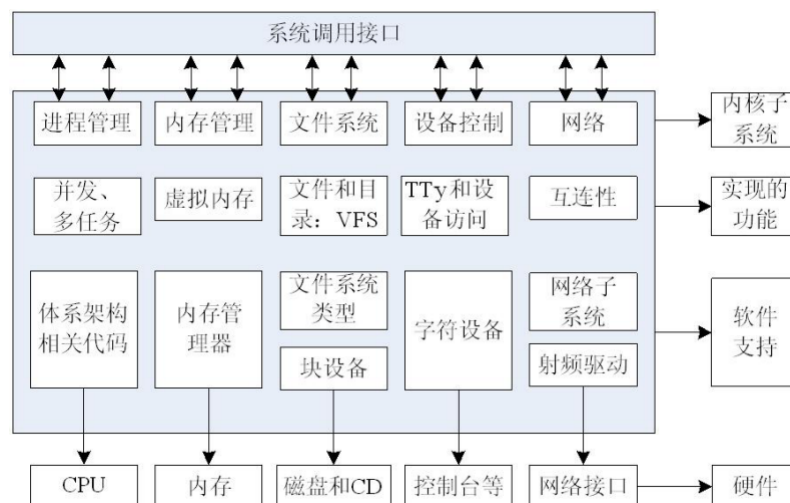 系统调用接口
进程管理
内存管理
文件系统
设备控制
网络
内核子
系统
并发、
多任务
虚拟内存
文件和目
录：VFS
TTy和设
备访问
互连性
实现的
功能
体系架构
相关代码
内存管
理器
文件系统
类型
块设备
字符设备
网络子
系统
射频驱动
软件
支持
CPU
内存
磁盘和CD
控制台等
网络接口
硬件